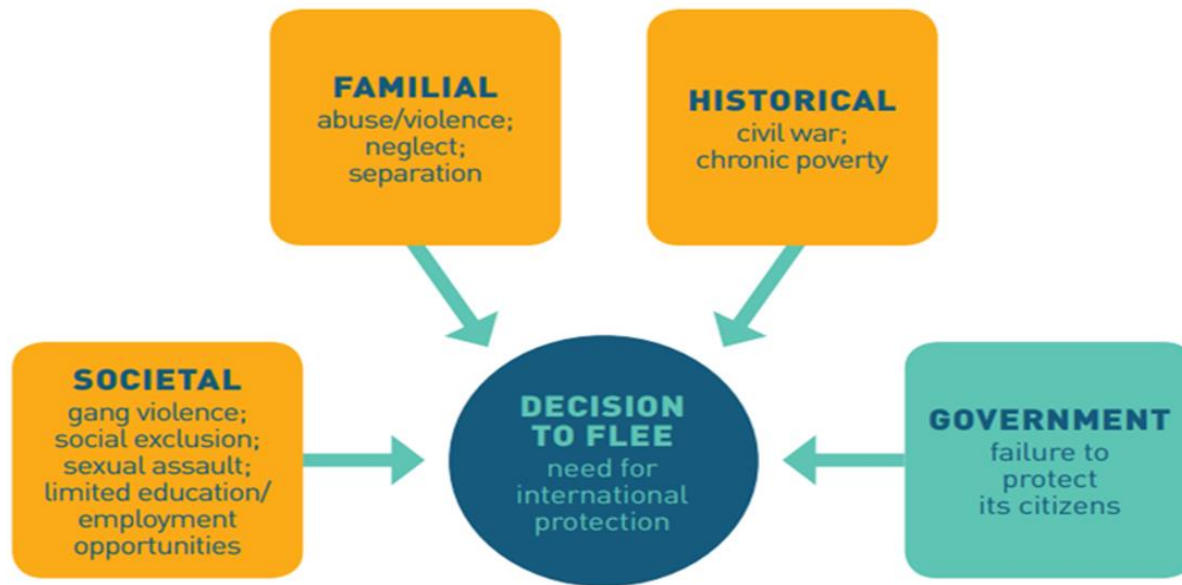 FAMILIAL
abuse/violence;
neglect;
separation
HISTORICAL
civil war;
chronic poverty
SOCIETAL
gang violence;
social exclusion;
sexual assault;
limited education/
employment
opportunities
DECISION
TO FLEE
need for
international
protection
GOVERNMENT
failure to
protect
its citizens